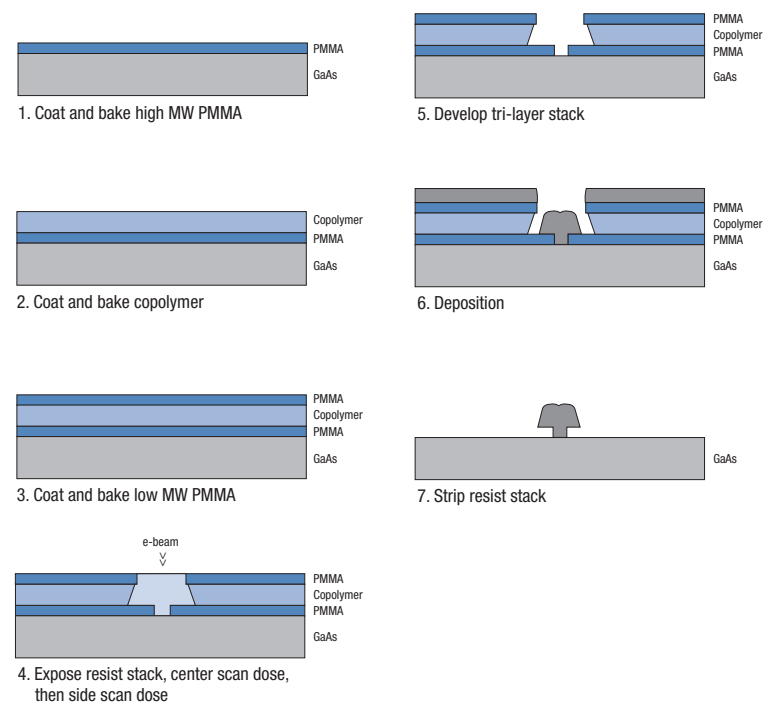 PMMA
GaAs
1. Coat and bake high MW PMMA
Copolymer
PMMA
GaAs
2. Coat and bake copolymer
PMMA
Copolymer
PMMA
GaAs
3. Coat and bake low MW PMMA
e-beam
PMMA
Copolymer
PMMA
GaAs
4. Expose resist stack, center scan dose,
then side scan dose
PMMA
Copolymer
PMMA
GaAs
5. Develop tri-layer stack
PMMA
Copolymer
PMMA
GaAs
6. Deposition
GaAs
7. Strip resist stack